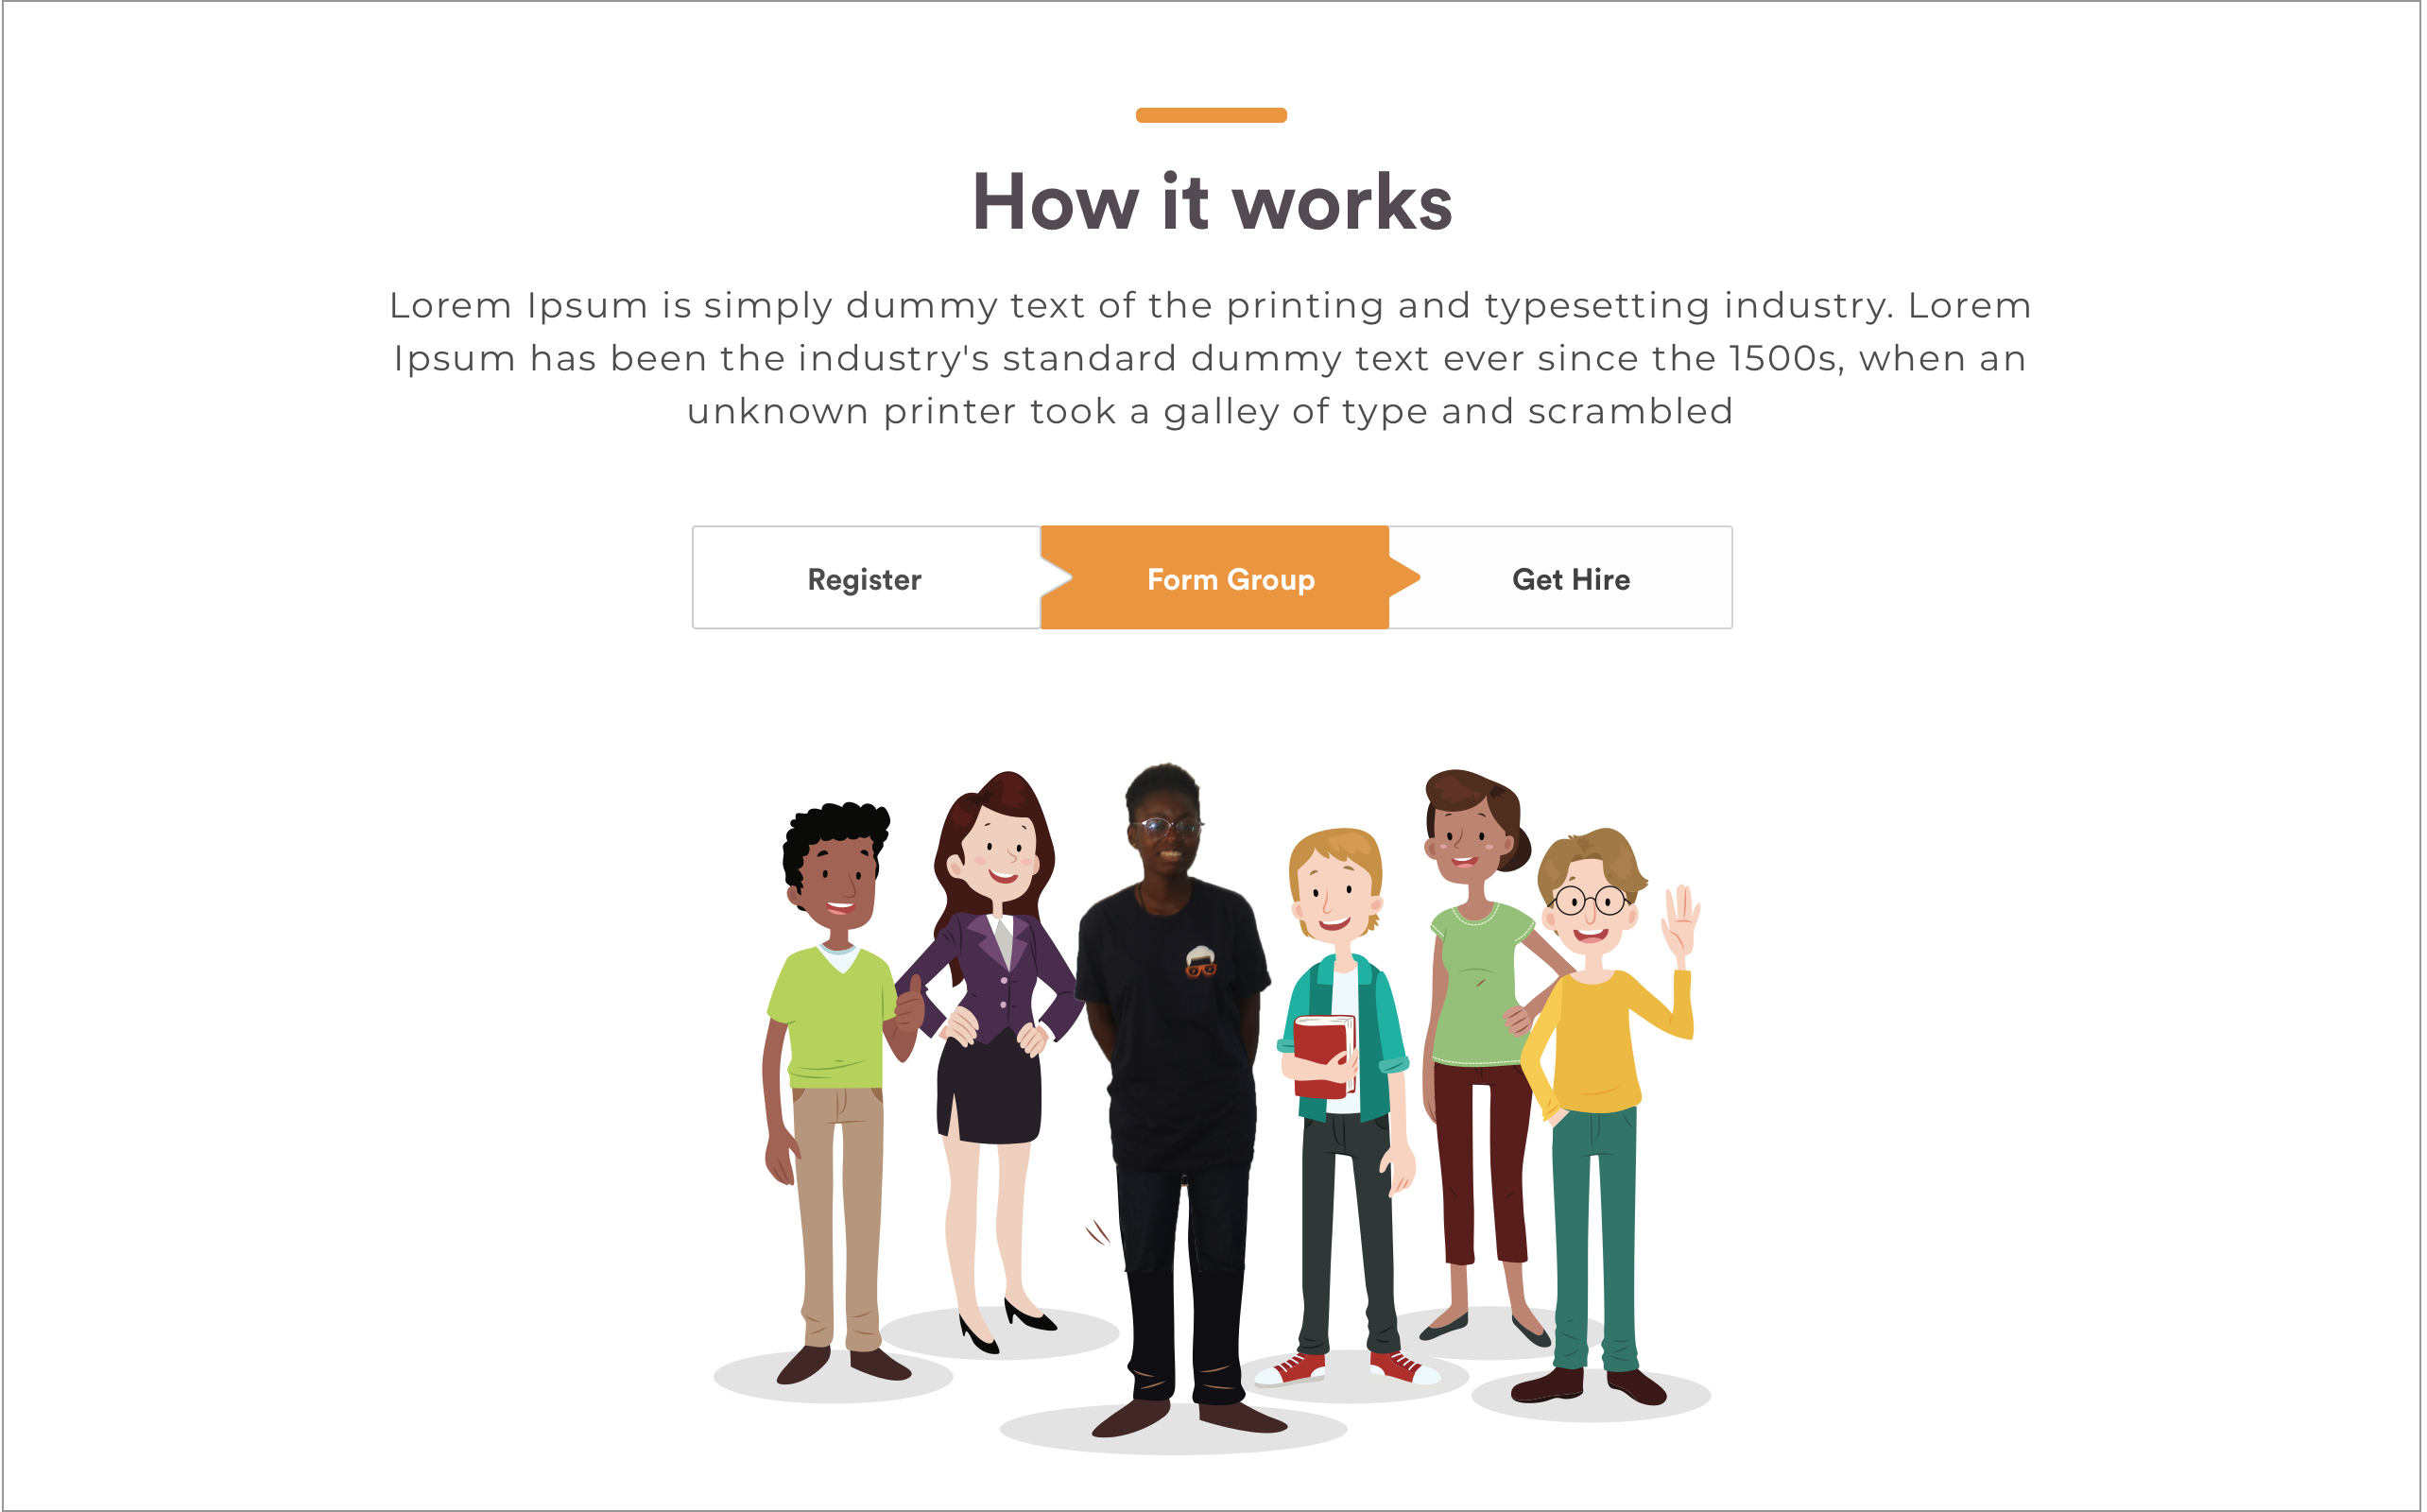 How it works
Lorem Ipsum is simply dummy text of the printing and typesetting industry. Lorem
Ipsum has been the industry's standard dummy text ever since the 1500s, when an
unknown printer took a galley of type and scrambled
Register
Form Group
Get Hire